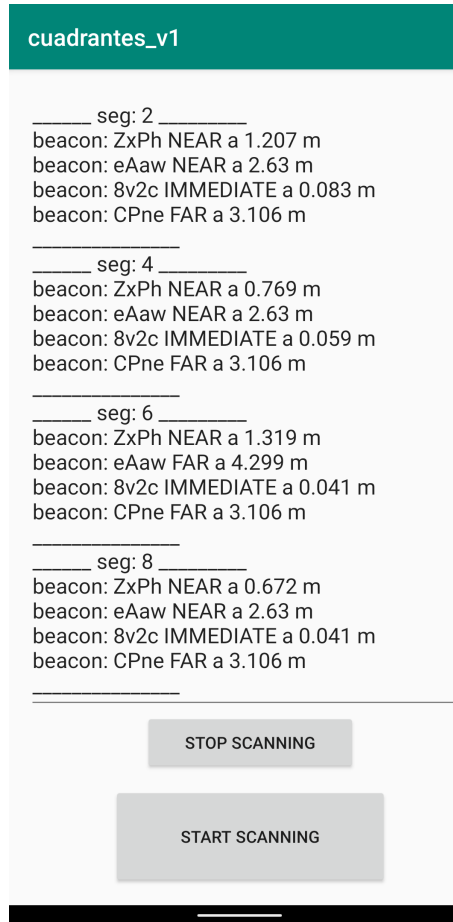 cuadrantes_v1
______ seg: 2 _________
beacon: ZxPh NEAR a 1.207 m
beacon: eAaw NEAR a 2.63 m
beacon: 8v2c IMMEDIATE a 0.083 m
beacon: CPne FAR a 3.106 m
_______________
______ seg: 4 _________
beacon: ZxPh NEAR a 0.769 m
beacon: eAaw NEAR a 2.63 m
beacon: 8v2c IMMEDIATE a 0.059 m
beacon: CPne FAR a 3.106 m
_______________
______ seg: 6 _________
beacon: ZxPh NEAR a 1.319 m
beacon: eAaw FAR a 4.299 m
beacon: 8v2c IMMEDIATE a 0.041 m
beacon: CPne FAR a 3.106 m
_______________
______ seg: 8 _________
beacon: ZxPh NEAR a 0.672 m
beacon: eAaw NEAR a 2.63 m
beacon: 8v2c IMMEDIATE a 0.041 m
beacon: CPne FAR a 3.106 m
_______________
STOP SCANNING
START SCANNING